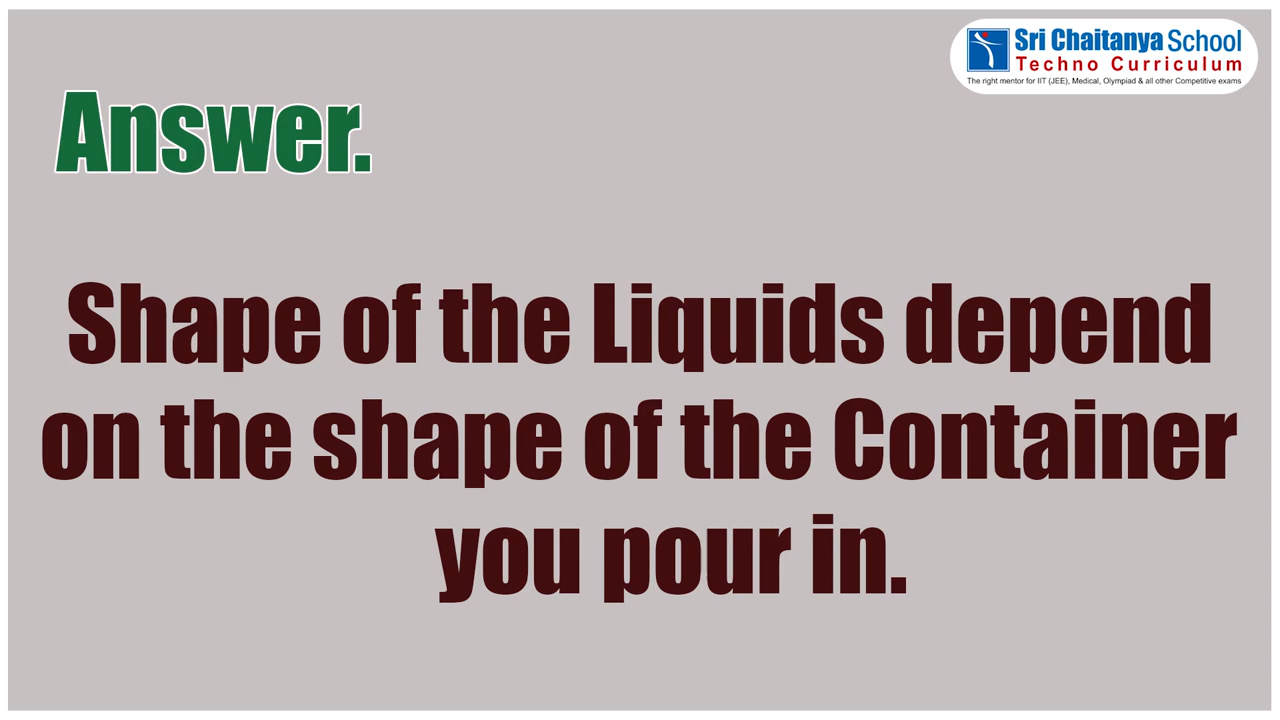 Sri Chaitanya School
Techno Curriculum
The right mentor for IIT (JEE), Medical, Olympiad & all other Competitive exams
Answer.
Shape of the Liquids depend
on the shape of the Container
you pour in.